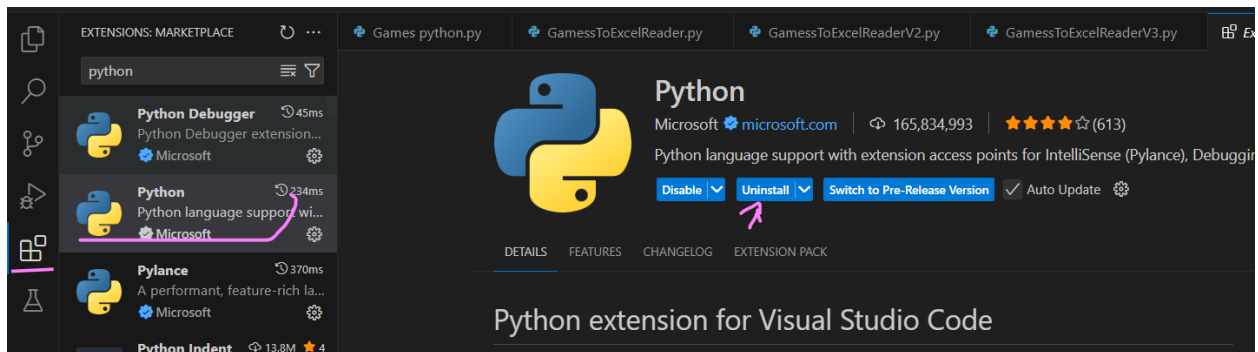 EXTENSIONS: MARKETPLACE
python
Python Debugger 45ms
Python Debugger extension...
Microsoft
Python 234ms
Python language support wi...
Microsoft
Pylance 370ms
A performant, feature-rich la...
Microsoft
Python Indent 13.8M 4
Games python.py GamessToExcelReader.py GamessToExcelReaderV2.py GamessToExcelReaderV3.py Ex
Python
Microsoft microsoft.com 165,834,993 (613)
Python language support with extension access points for IntelliSense (Pylance), Debuggin
Disable Uninstall Switch to Pre-Release Version Auto Update
DETAILS FEATURES CHANGELOG EXTENSION PACK
Python extension for Visual Studio Code